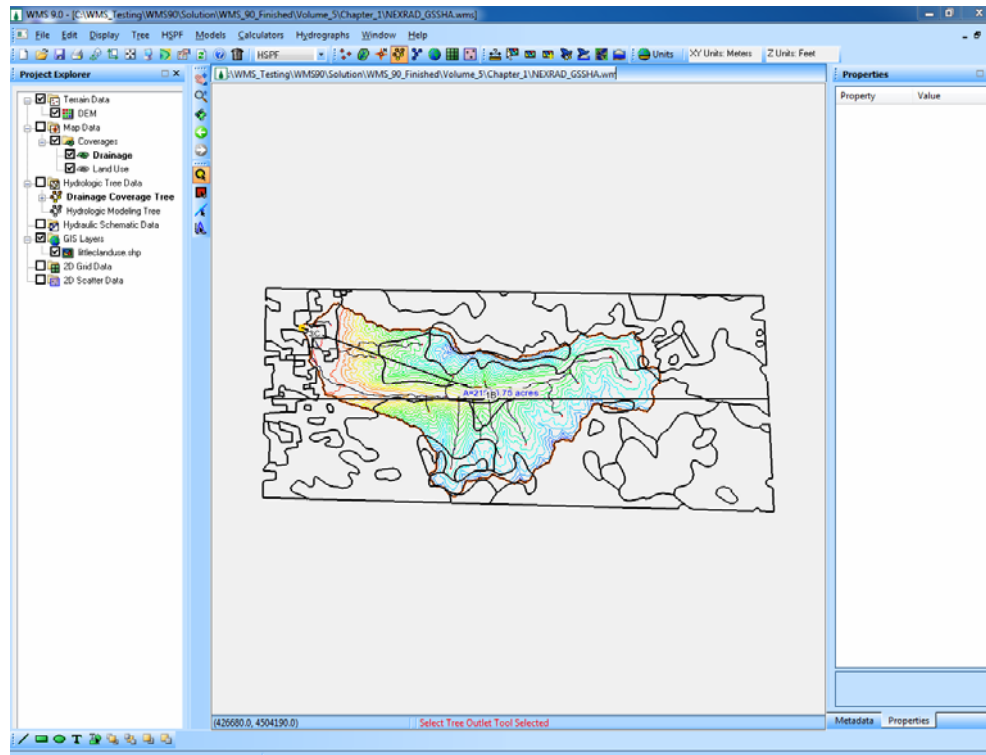 WMS 9.0 - [C:\WMS_Testing\WMS90\Solution\WMS_90_Finished\Volume_5\Chapter_1\NEXRAD_GSSHA.wms]
File Edit Display Tree HSPF Models Calculators Hydrographs Window Help
HSPF Units XY Units: Meters Z Units: Feet
Project Explorer
:\WMS_Testing\WMS90\Solution\WMS_90_Finished\Volume_5\Chapter_1\NEXRAD_GSSHA.wm
Properties
Property Value
Terrain Data
DEM
Map Data
Coverages
Drainage
Land Use
Hydrologic Tree Data
Drainage Coverage Tree
Hydrologic Modeling Tree
Hydraulic Schematic Data
GIS Layers
littleclanduse.shp
2D Grid Data
2D Scatter Data
acres
(426680.0, 4504190.0) Select Tree Outlet Tool Selected
Metadata Properties